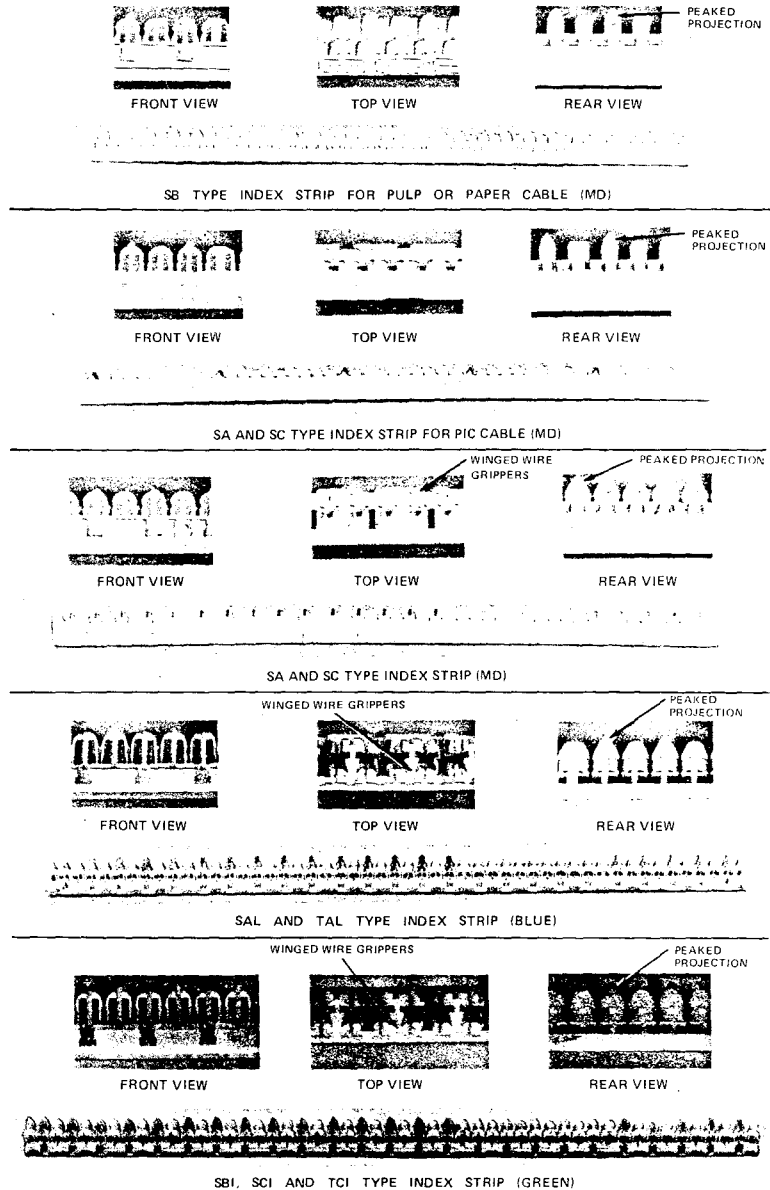 PEAKED
PROJECTION
FRONT VIEW TOP VIEW REAR VIEW
SB TYPE INDEX STRIP FOR PULP OR PAPER CABLE (MD)
PEAKED
PROJECTION
FRONT VIEW TOP VIEW REAR VIEW
SA AND SC TYPE INDEX STRIP FOR PIC CABLE (MD)
WINGED WIRE
GRIPPERS
PEAKED PROJECTION
FRONT VIEW TOP VIEW REAR VIEW
SA AND SC TYPE INDEX STRIP (MD)
WINGED WIRE GRIPPERS
PEAKED
PROJECTION
FRONT VIEW TOP VIEW REAR VIEW
SAL AND TAL TYPE INDEX STRIP (BLUE)
WINGED WIRE GRIPPERS
PEAKED
PROJECTION
FRONT VIEW TOP VIEW REAR VIEW
SBI, SCI AND TCI TYPE INDEX STRIP (GREEN)